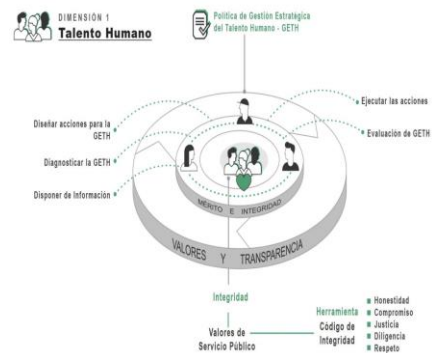 DIMENSIÓN 1
Talento Humano
Política de Gestión Estratégica
del Talento Humano - GETH
Ejecutar las acciones
Diseñar acciones para la
GETH
Evaluación de GETH
Diagnosticar la GETH
Disponer de Información
MÉRITO E INTEGRIDAD
VALORES Y TRANSPARENCIA
Integridad
Valores de
Servicio Público
Herramienta
Código de
Integridad
Honestidad
Compromiso
Justicia
Diligencia
Respeto